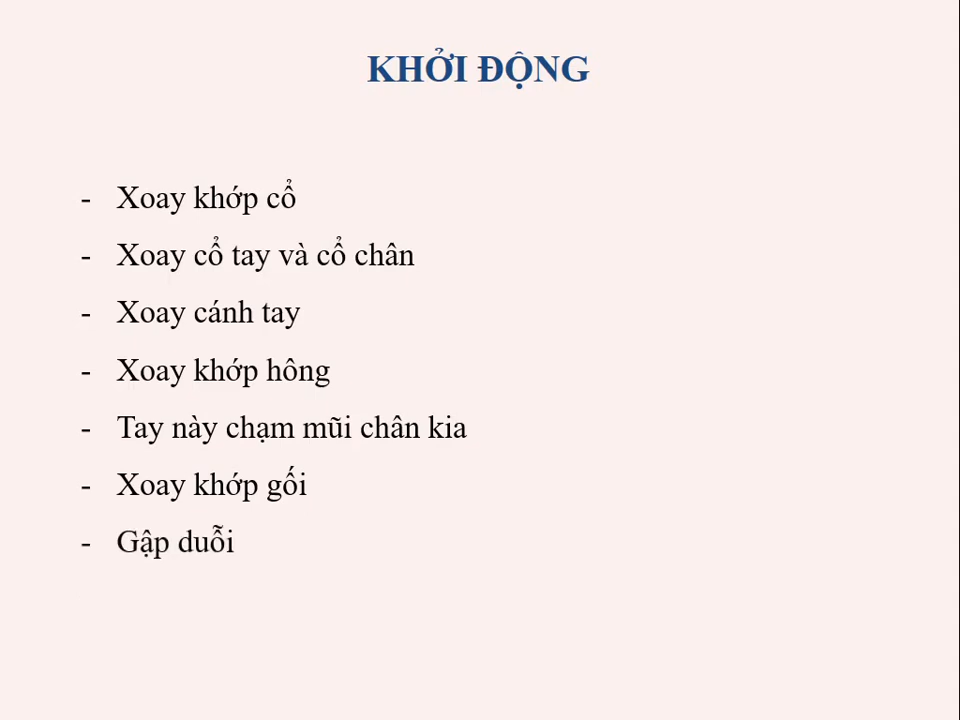 KHỞI ĐỘNG
- Xoay khớp cổ
- Xoay cổ tay và cổ chân
- Xoay cánh tay
- Xoay khớp hông
- Tay này chạm mũi chân kia
- Xoay khớp gối
- Gập duỗi